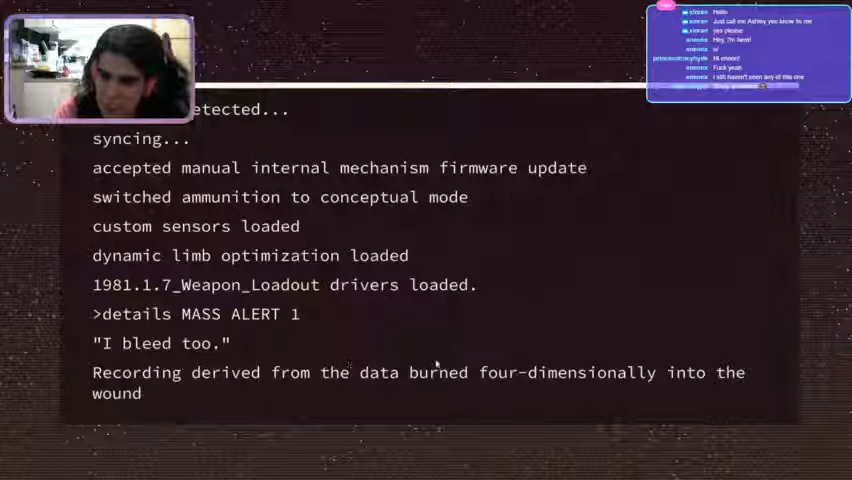 Hello
Just call me Ashley you know its me
yes please
Hey, I'm here!
o/
Hi eneon!
Fuck yeah
I still haven't seen any of this one
etected...
syncing...
accepted manual internal mechanism firmware update
switched ammunition to conceptual mode
custom sensors loaded
dynamic limb optimization loaded
1981.1.7_Weapon_Loadout drivers loaded.
>details MASS ALERT 1
"I bleed too."
Recording derived from the data burned four-dimensionally into the
wound